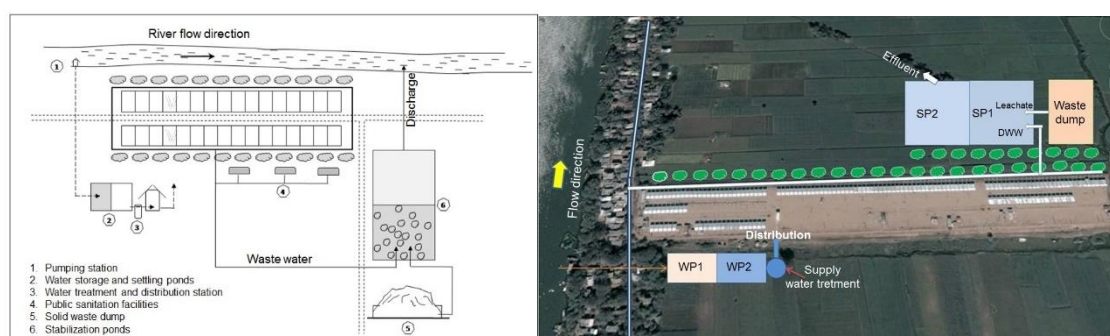 River flow direction
1
Discharge
4
2
3
6
Waste water
5
1. Pumping station
2. Water storage and settling ponds
3. Water treatment and distribution station
4. Public sanitation facilities
5. Solid waste dump
6. Stabilization ponds
Effluent
SP2
SP1
Leachate
DWW
Waste
dump
Flow direction
Distribution
WP1
WP2
Supply
water tretment